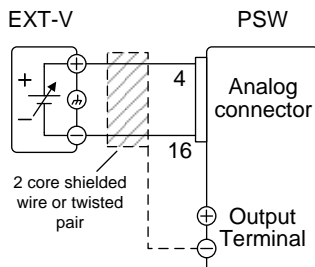 EXT-V
PSW
+
-
+
-
4
16
Analog
connector
2 core shielded
wire or twisted
pair
+
Output
Terminal
-